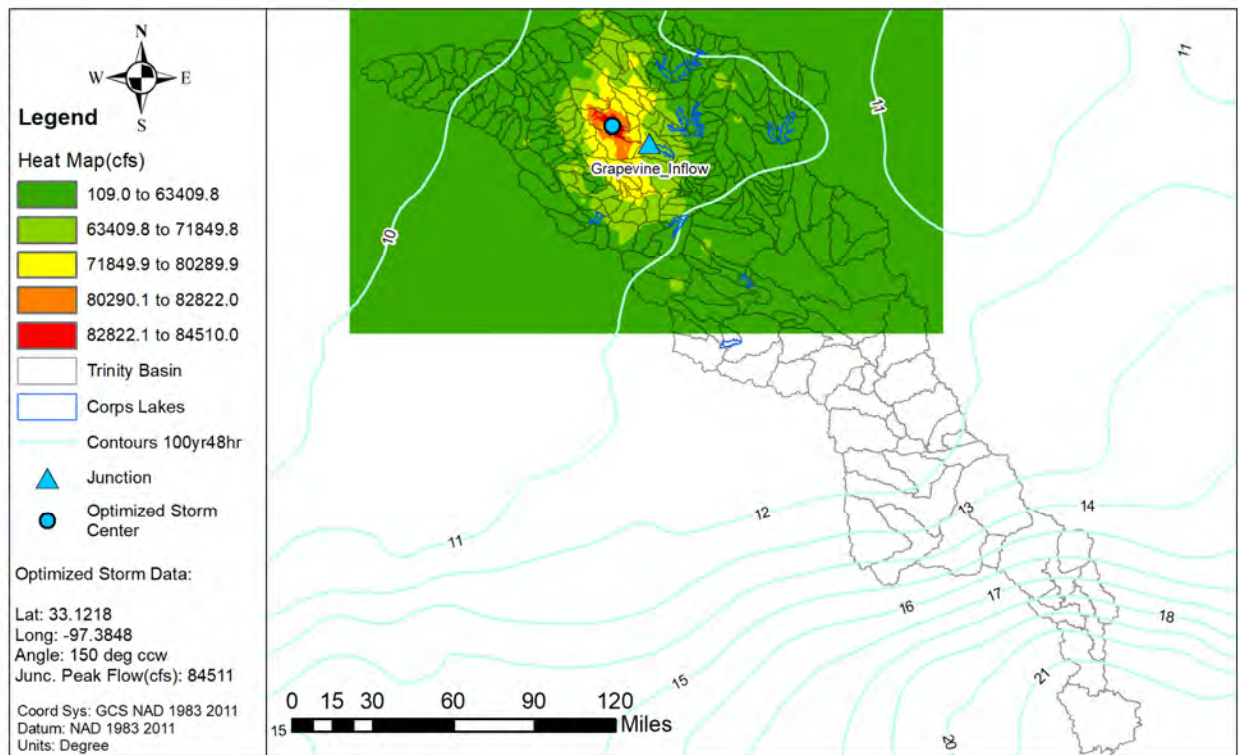 N
W E
S
Legend
Heat Map(cfs)
109.0 to 63409.8
63409.8 to 71849.8
71849.9 to 80289.9
80290.1 to 82822.0
82822.1 to 84510.0
Trinity Basin
Corps Lakes
Contours 100yr48hr
Junction
Optimized Storm
Center
Optimized Storm Data:
Lat: 33.1218
Long: -97.3848
Angle: 150 deg ccw
Junc. Peak Flow(cfs): 84511
Coord Sys: GCS NAD 1983 2011
Datum: NAD 1983 2011
Units: Degree
11
11
Grapevine_Inflow
10
12
13
14
11
16
17
18
15
21
20
15
0 15 30 60 90 120
Miles